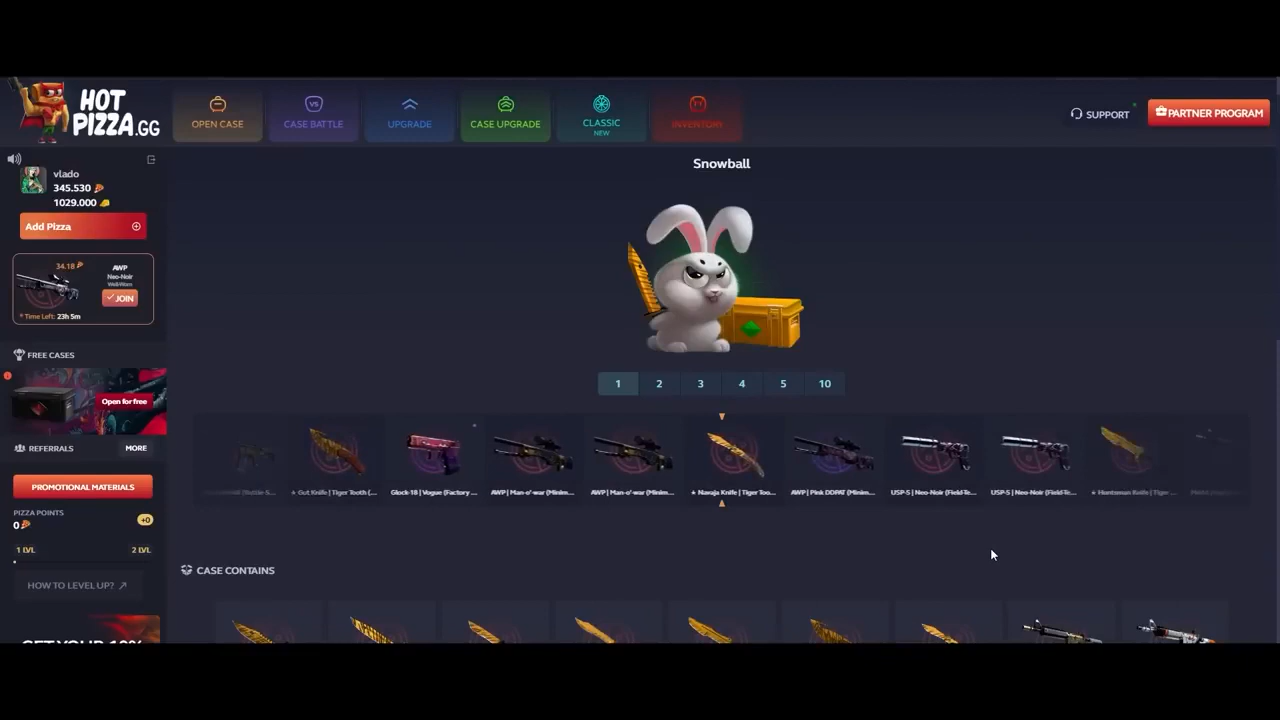 HOT
PIZZA.GG
OPEN CASE
VS
CASE BATTLE
UPGRADE
CASE UPGRADE
CLASSIC
NEW
INVENTORY
SUPPORT
PARTNER PROGRAM
vlado
345.530
1029.000
Add Pizza
34.18
AWP
Neo-Noir
JOIN
Time Left: 23h 5m
FREE CASES
Open for free
REFERRALS
MORE
PROMOTIONAL MATERIALS
PIZZA POINTS
0
+0
1 LVL
2 LVL
HOW TO LEVEL UP?
GET YOUR 10%
Snowball
1
2
3
4
5
10
★ Gut Knife | Tiger Tooth (...
Glock-18 | Vogue (Factory ...
AWP | Man-o'-war (Minim...
AWP | Man-o'-war (Minim...
★ Navaja Knife | Tiger Too...
AWP | Pink DDPAT (Minim...
USP-S | Neo-Noir (Field-Te...
USP-S | Neo-Noir (Field-Te...
★ Huntsman Knife | Tiger ...
CASE CONTAINS